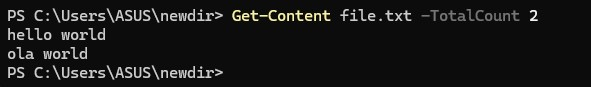 PS C:\Users\ASUS\newdir> Get-Content file.txt -TotalCount 2
hello world
ola world
PS C:\Users\ASUS\newdir>